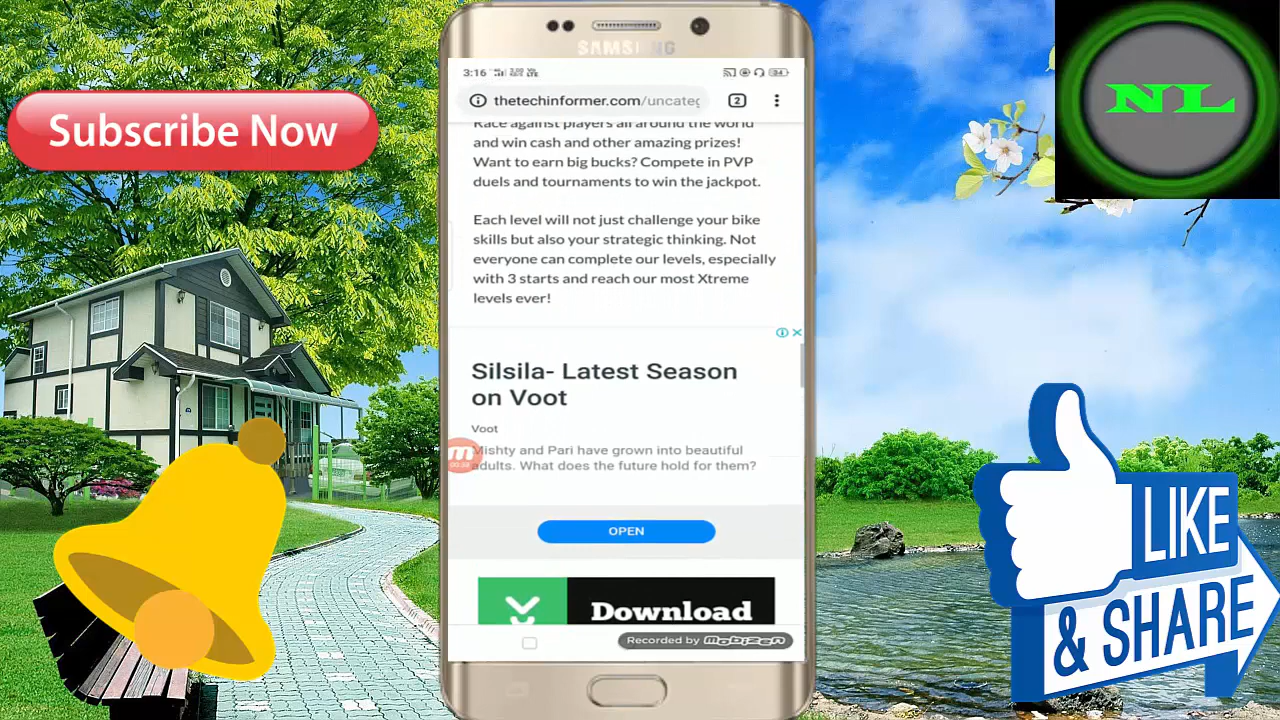 SAMSUNG
3:16
34
thetechinformer.com/uncateg
2
Race against players all around the world
and win cash and other amazing prizes!
Want to earn big bucks? Compete in PVP
duels and tournaments to win the jackpot.
Each level will not just challenge your bike
skills but also your strategic thinking. Not
everyone can complete our levels, especially
with 3 starts and reach our most Xtreme
levels ever!
Silsila- Latest Season
on Voot
Voot
Mishty and Pari have grown into beautiful
adults. What does the future hold for them?
OPEN
Download
Recorded by mobizen
Subscribe Now
NL
LIKE
& SHARE